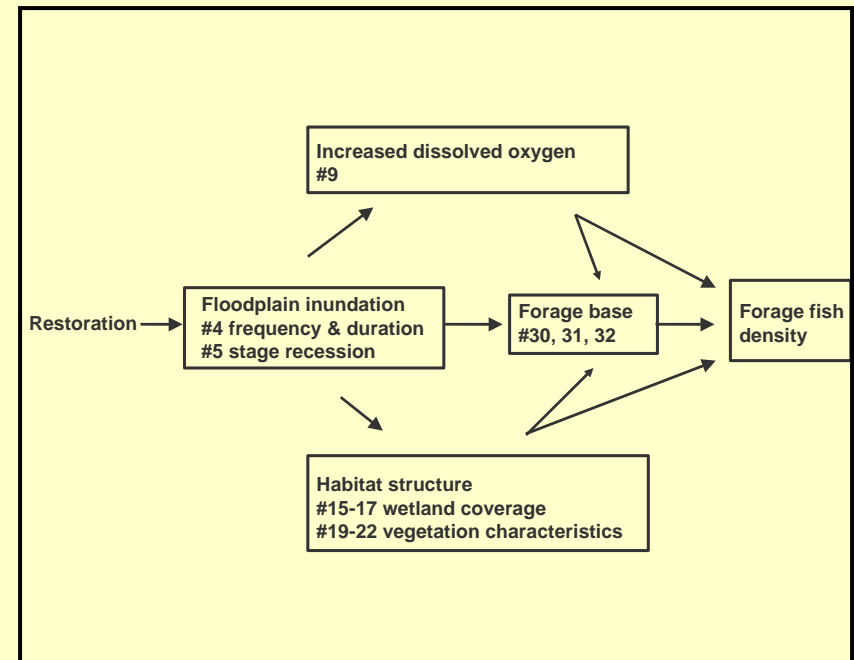 Increased dissolved oxygen
#9
Restoration
Floodplain inundation
#4 frequency & duration
#5 stage recession
Forage base
#30, 31, 32
Forage fish
density
Habitat structure
#15-17 wetland coverage
#19-22 vegetation characteristics